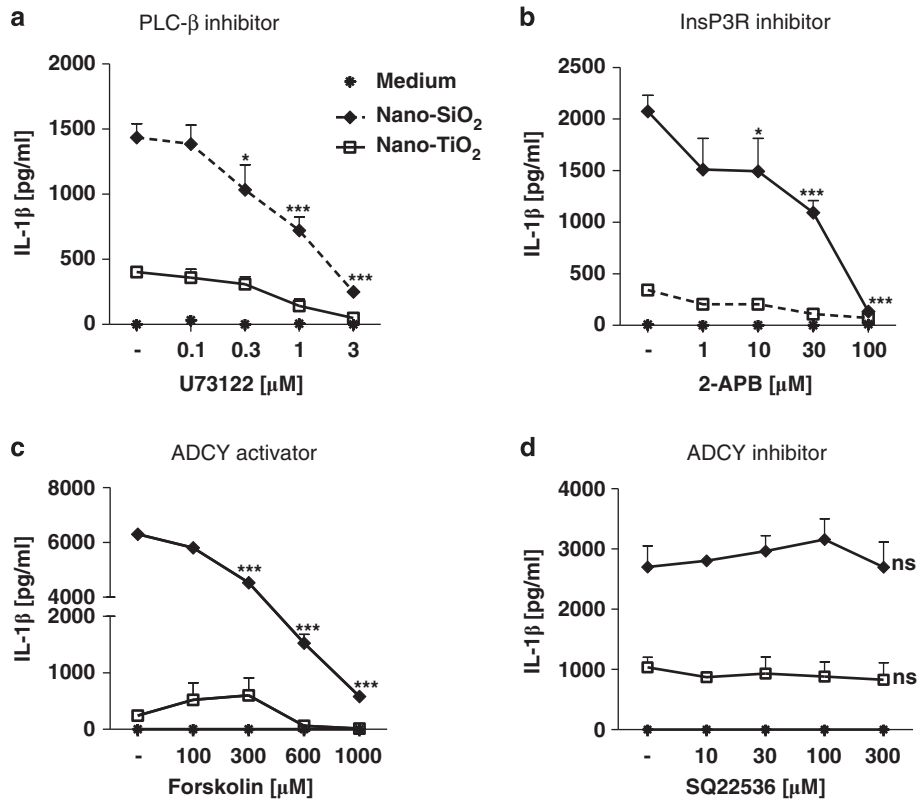 a
PLC-β inhibitor
2000
1500
1000
500
0
IL-1β [pg/ml]
Medium
Nano-SiO2
Nano-TiO2
*
***
***
- 0.1 0.3 1 3
U73122 [μM]
b
InsP3R inhibitor
2500
2000
1500
1000
500
0
IL-1β [pg/ml]
*
***
***
- 1 10 30 100
2-APB [μM]
c
ADCY activator
8000
6000
4000
2000
1000
0
IL-1β [pg/ml]
***
***
***
- 100 300 600 1000
Forskolin [μM]
d
ADCY inhibitor
4000
3000
2000
1000
0
IL-1β [pg/ml]
ns
ns
- 10 30 100 300
SQ22536 [μM]